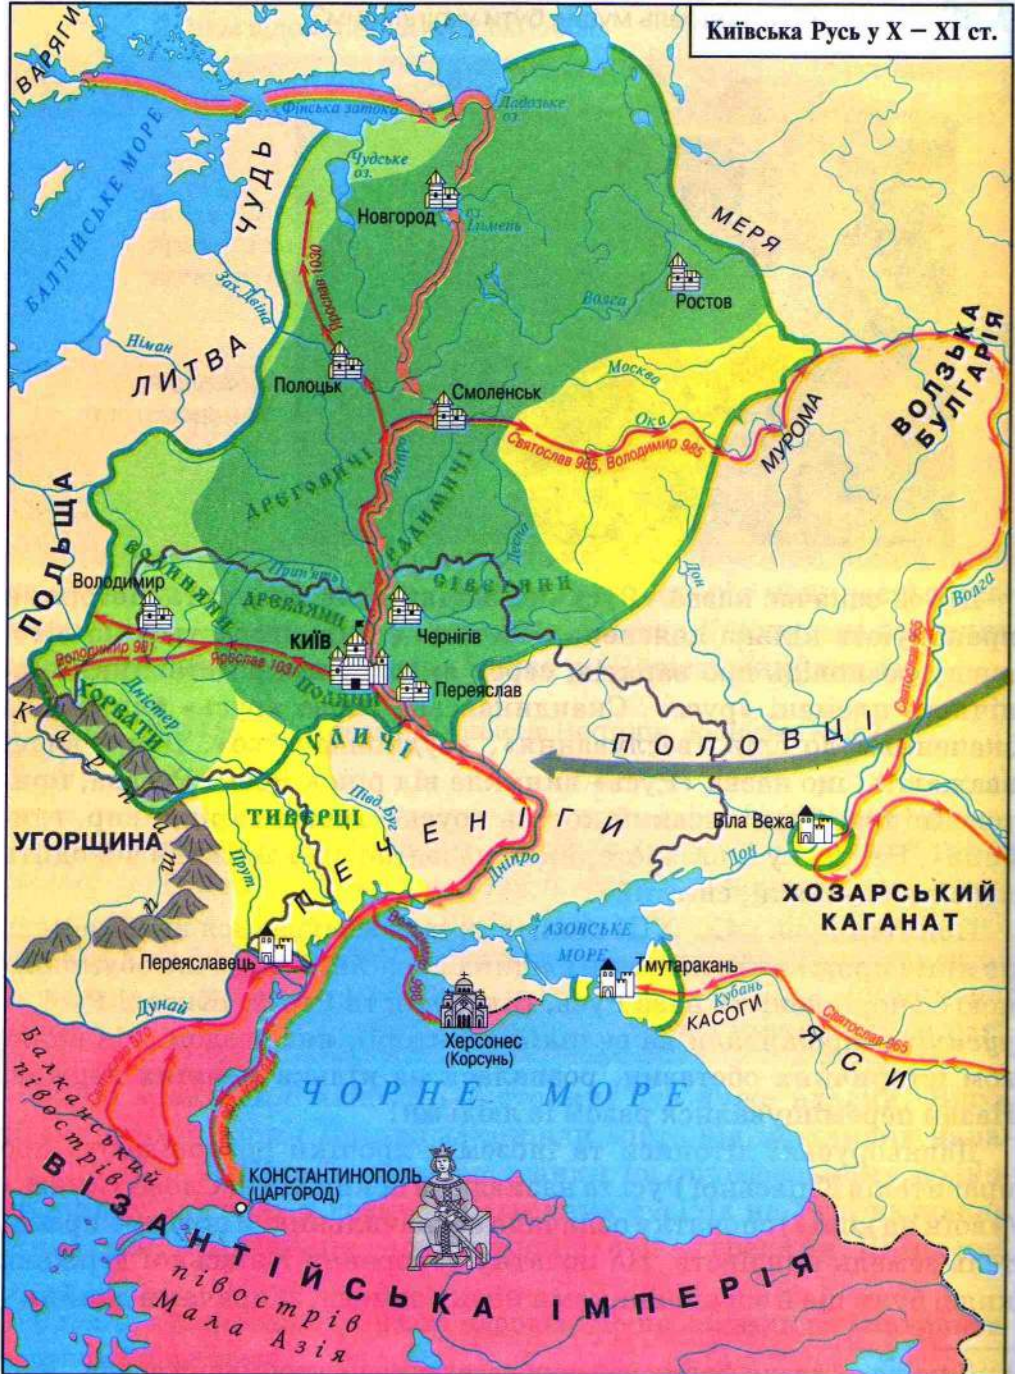 Київська Русь у X – XI ст.
ВАРЯГИ
БАЛТІЙСЬКЕ МОРЕ
Фінська затока
Ладозьке
оз.
ЧУДЬ
Чудське
оз.
Новгород
оз.
Ільмень
МЕРЯ
Ростов
Волга
Зах. Двіна
Ярослав 1030
Німан
ЛИТВА
Полоцьк
Смоленськ
Москва
Ока
Святослав 965, Володимир 985
МУРОМА
ВОЛЗЬКА
БУЛГАРІЯ
ДРЕГОВИЧІ
Дніпро
РАДИМИЧІ
Десна
Дон
Волга
Святослав 965
ПОЛЬЩА
ВОЛИНЯНИ
Володимир
Прип'ять
ДРЕВЛЯНИ
СІВЕРЯНИ
Чернігів
КИЇВ
Володимир 981
Ярослав 1031
ПОЛЯНИ
Переяслав
ХОРВАТИ
Дністер
Карпати
УЛИЧІ
ПОЛОВЦІ
ТИВЕРЦІ
Півд. Буг
ПЕЧЕНІГИ
Дніпро
Біла Вежа
Дон
УГОРЩИНА
Прут
ХОЗАРСЬКИЙ
КАГАНАТ
Переяславець
Володимир 988
АЗОВСЬКЕ
МОРЕ
Тмутаракань
Кубань
КАСОГИ
Святослав 965
ЯСИ
Дунай
Святослав 970
Херсонес
(Корсунь)
ЧОРНЕ МОРЕ
Балканський
півострів
КОНСТАНТИНОПОЛЬ
(ЦАРГОРОД)
ВІЗАНТІЙСЬКА ІМПЕРІЯ
півострів
Мала Азія